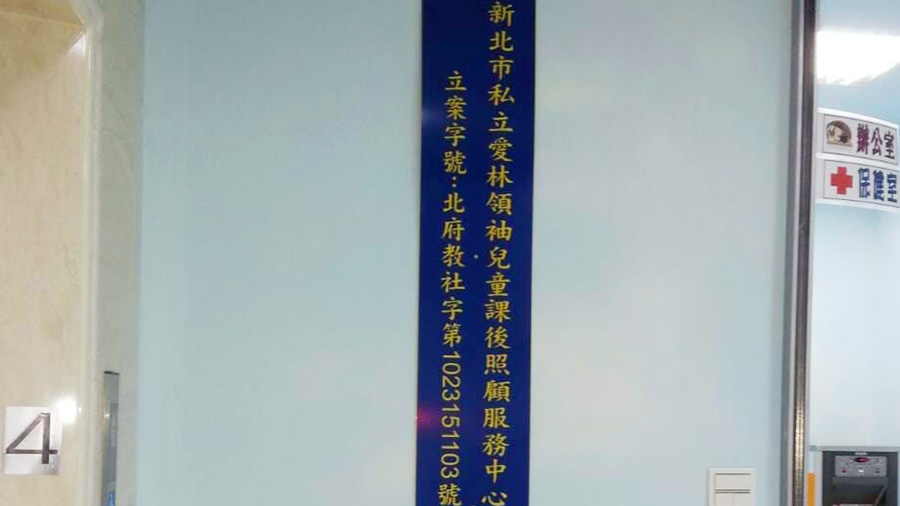 新北市私立愛林領袖兒童課後照顧服務中心
立案字號：北府教社字第1023151103號
辦公室
保健室
4